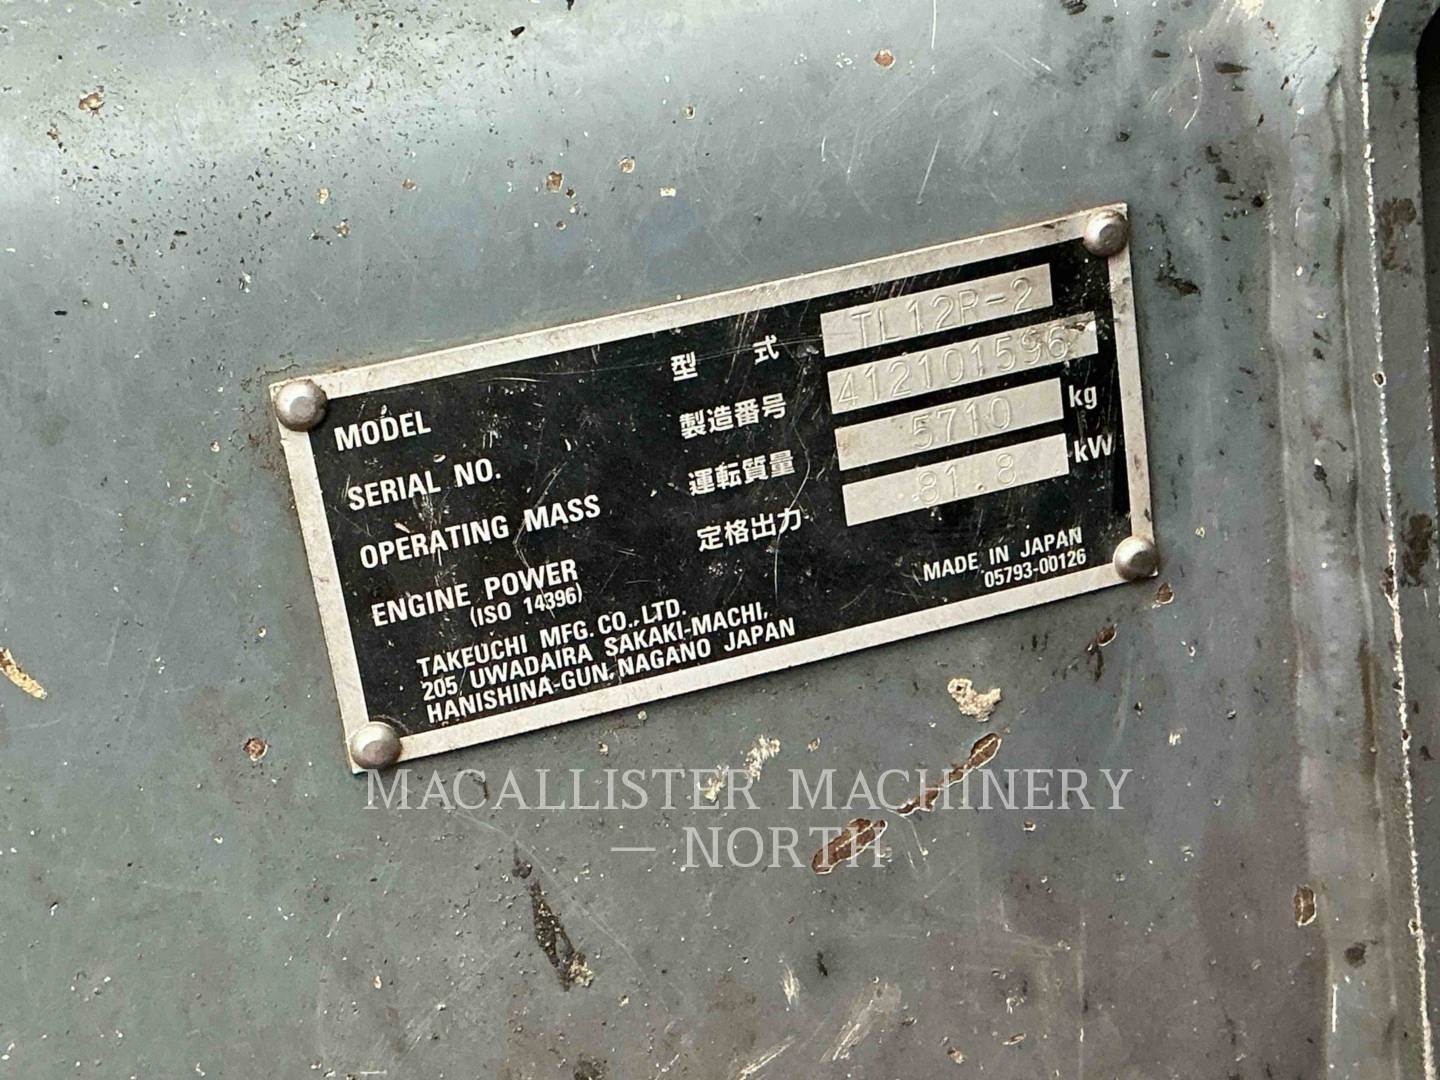 MODEL 型式 TL12R-2
SERIAL NO. 製造番号 412101596
OPERATING MASS 運転質量 5710 kg
ENGINE POWER 定格出力 81.8 kW
(ISO 14396)
TAKEUCHI MFG. CO., LTD.
205 UWADAIRA SAKAKI-MACHI,
HANISHINA-GUN, NAGANO JAPAN
MADE IN JAPAN
05793-00126
MACALLISTER MACHINERY
— NORTH